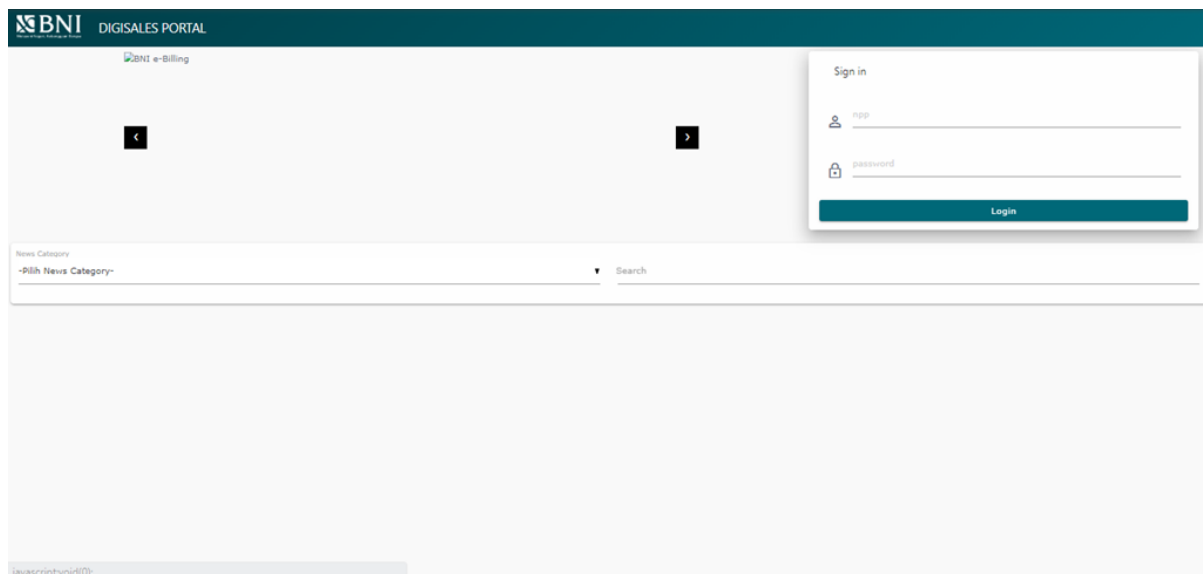 BNI
DIGISALES PORTAL
BNI e-Billing
Sign in
npp
password
Login
News Category
-Pilih News Category-
Search
javascript:void(0);